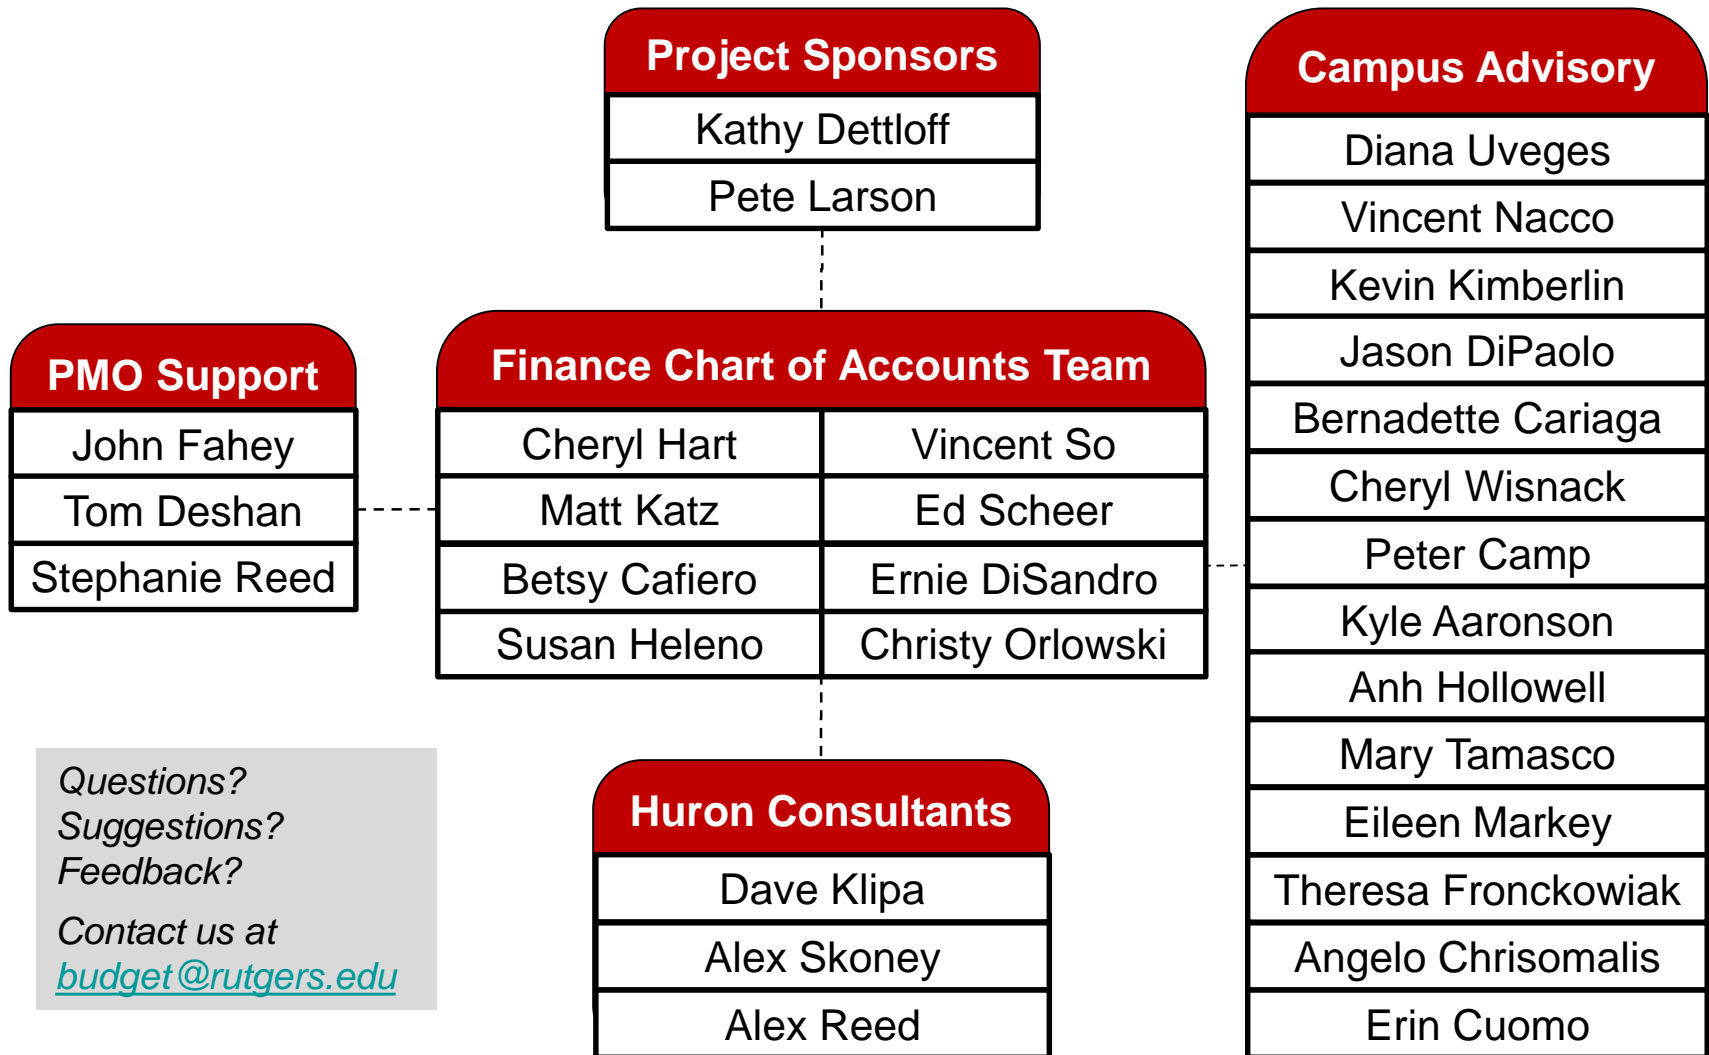 Project Sponsors
Kathy Dettloff
Pete Larson
Campus Advisory
Diana Uveges
Vincent Nacco
Kevin Kimberlin
Jason DiPaolo
Bernadette Cariaga
Cheryl Wisnack
Peter Camp
Kyle Aaronson
Anh Hollowell
Mary Tamasco
Eileen Markey
Theresa Fronckowiak
Angelo Chrisomalis
Erin Cuomo
PMO Support
John Fahey
Tom Deshan
Stephanie Reed
Finance Chart of Accounts Team
Cheryl Hart
Vincent So
Matt Katz
Ed Scheer
Betsy Cafiero
Ernie DiSandro
Susan Heleno
Christy Orlowski
Questions?
Suggestions?
Feedback?
Contact us at
budget@rutgers.edu
Huron Consultants
Dave Klipa
Alex Skoney
Alex Reed